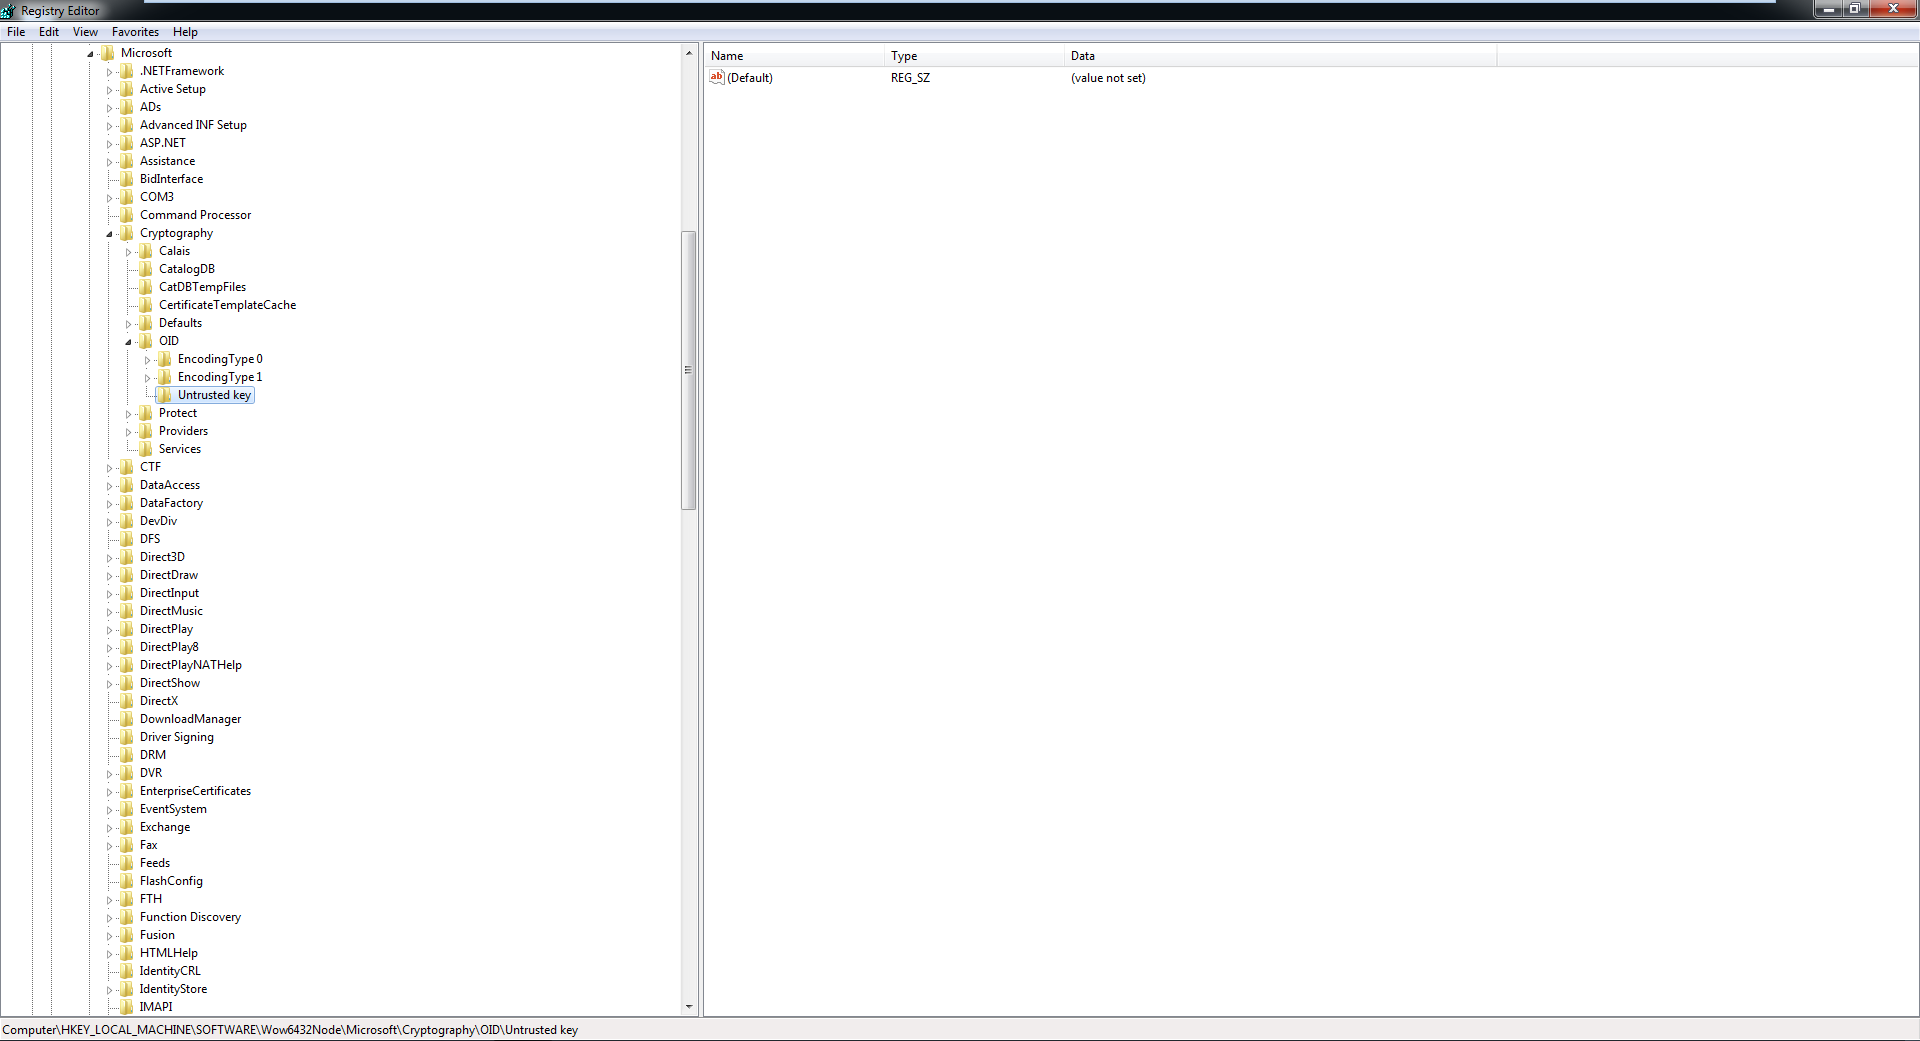 Registry Editor
File Edit View Favorites Help
Microsoft
.NETFramework
Active Setup
ADs
Advanced INF Setup
ASP.NET
Assistance
BidInterface
COM3
Command Processor
Cryptography
Calais
CatalogDB
CatDBTempFiles
CertificateTemplateCache
Defaults
OID
EncodingType 0
EncodingType 1
Untrusted key
Protect
Providers
Services
CTF
DataAccess
DataFactory
DevDiv
DFS
Direct3D
DirectDraw
DirectInput
DirectMusic
DirectPlay
DirectPlay8
DirectPlayNATHelp
DirectShow
DirectX
DownloadManager
Driver Signing
DRM
DVR
EnterpriseCertificates
EventSystem
Exchange
Fax
Feeds
FlashConfig
FTH
Function Discovery
Fusion
HTMLHelp
IdentityCRL
IdentityStore
IMAPI
Name Type Data
ab (Default) REG_SZ (value not set)
Computer\HKEY_LOCAL_MACHINE\SOFTWARE\Wow6432Node\Microsoft\Cryptography\OID\Untrusted key